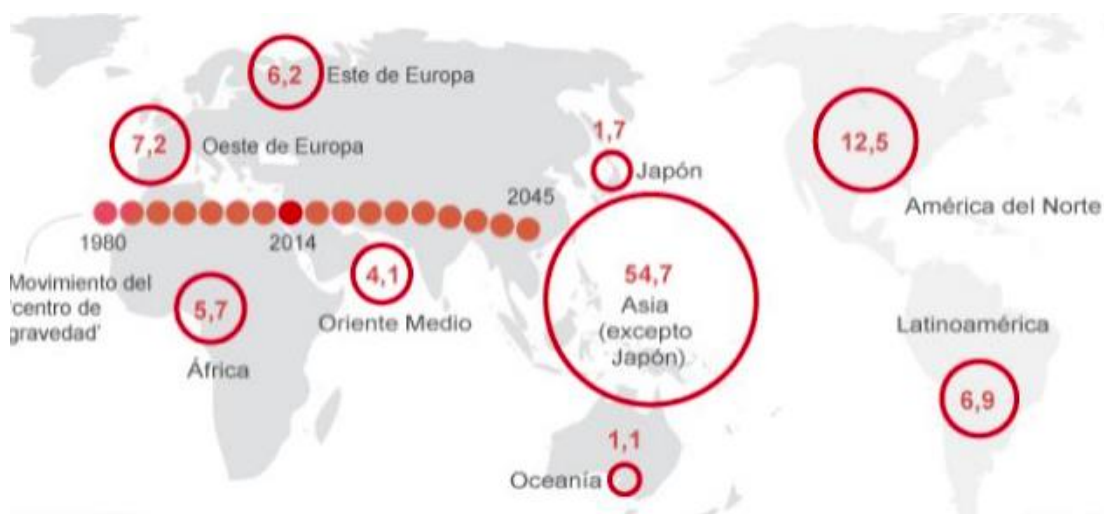 6,2
Este de Europa
7,2
Oeste de Europa
1,7
Japón
12,5
América del Norte
2045
1980
2014
Movimiento del
'centro de
gravedad'
4,1
Oriente Medio
5,7
África
54,7
Asia
(excepto
Japón)
Latinoamérica
6,9
1,1
Oceanía